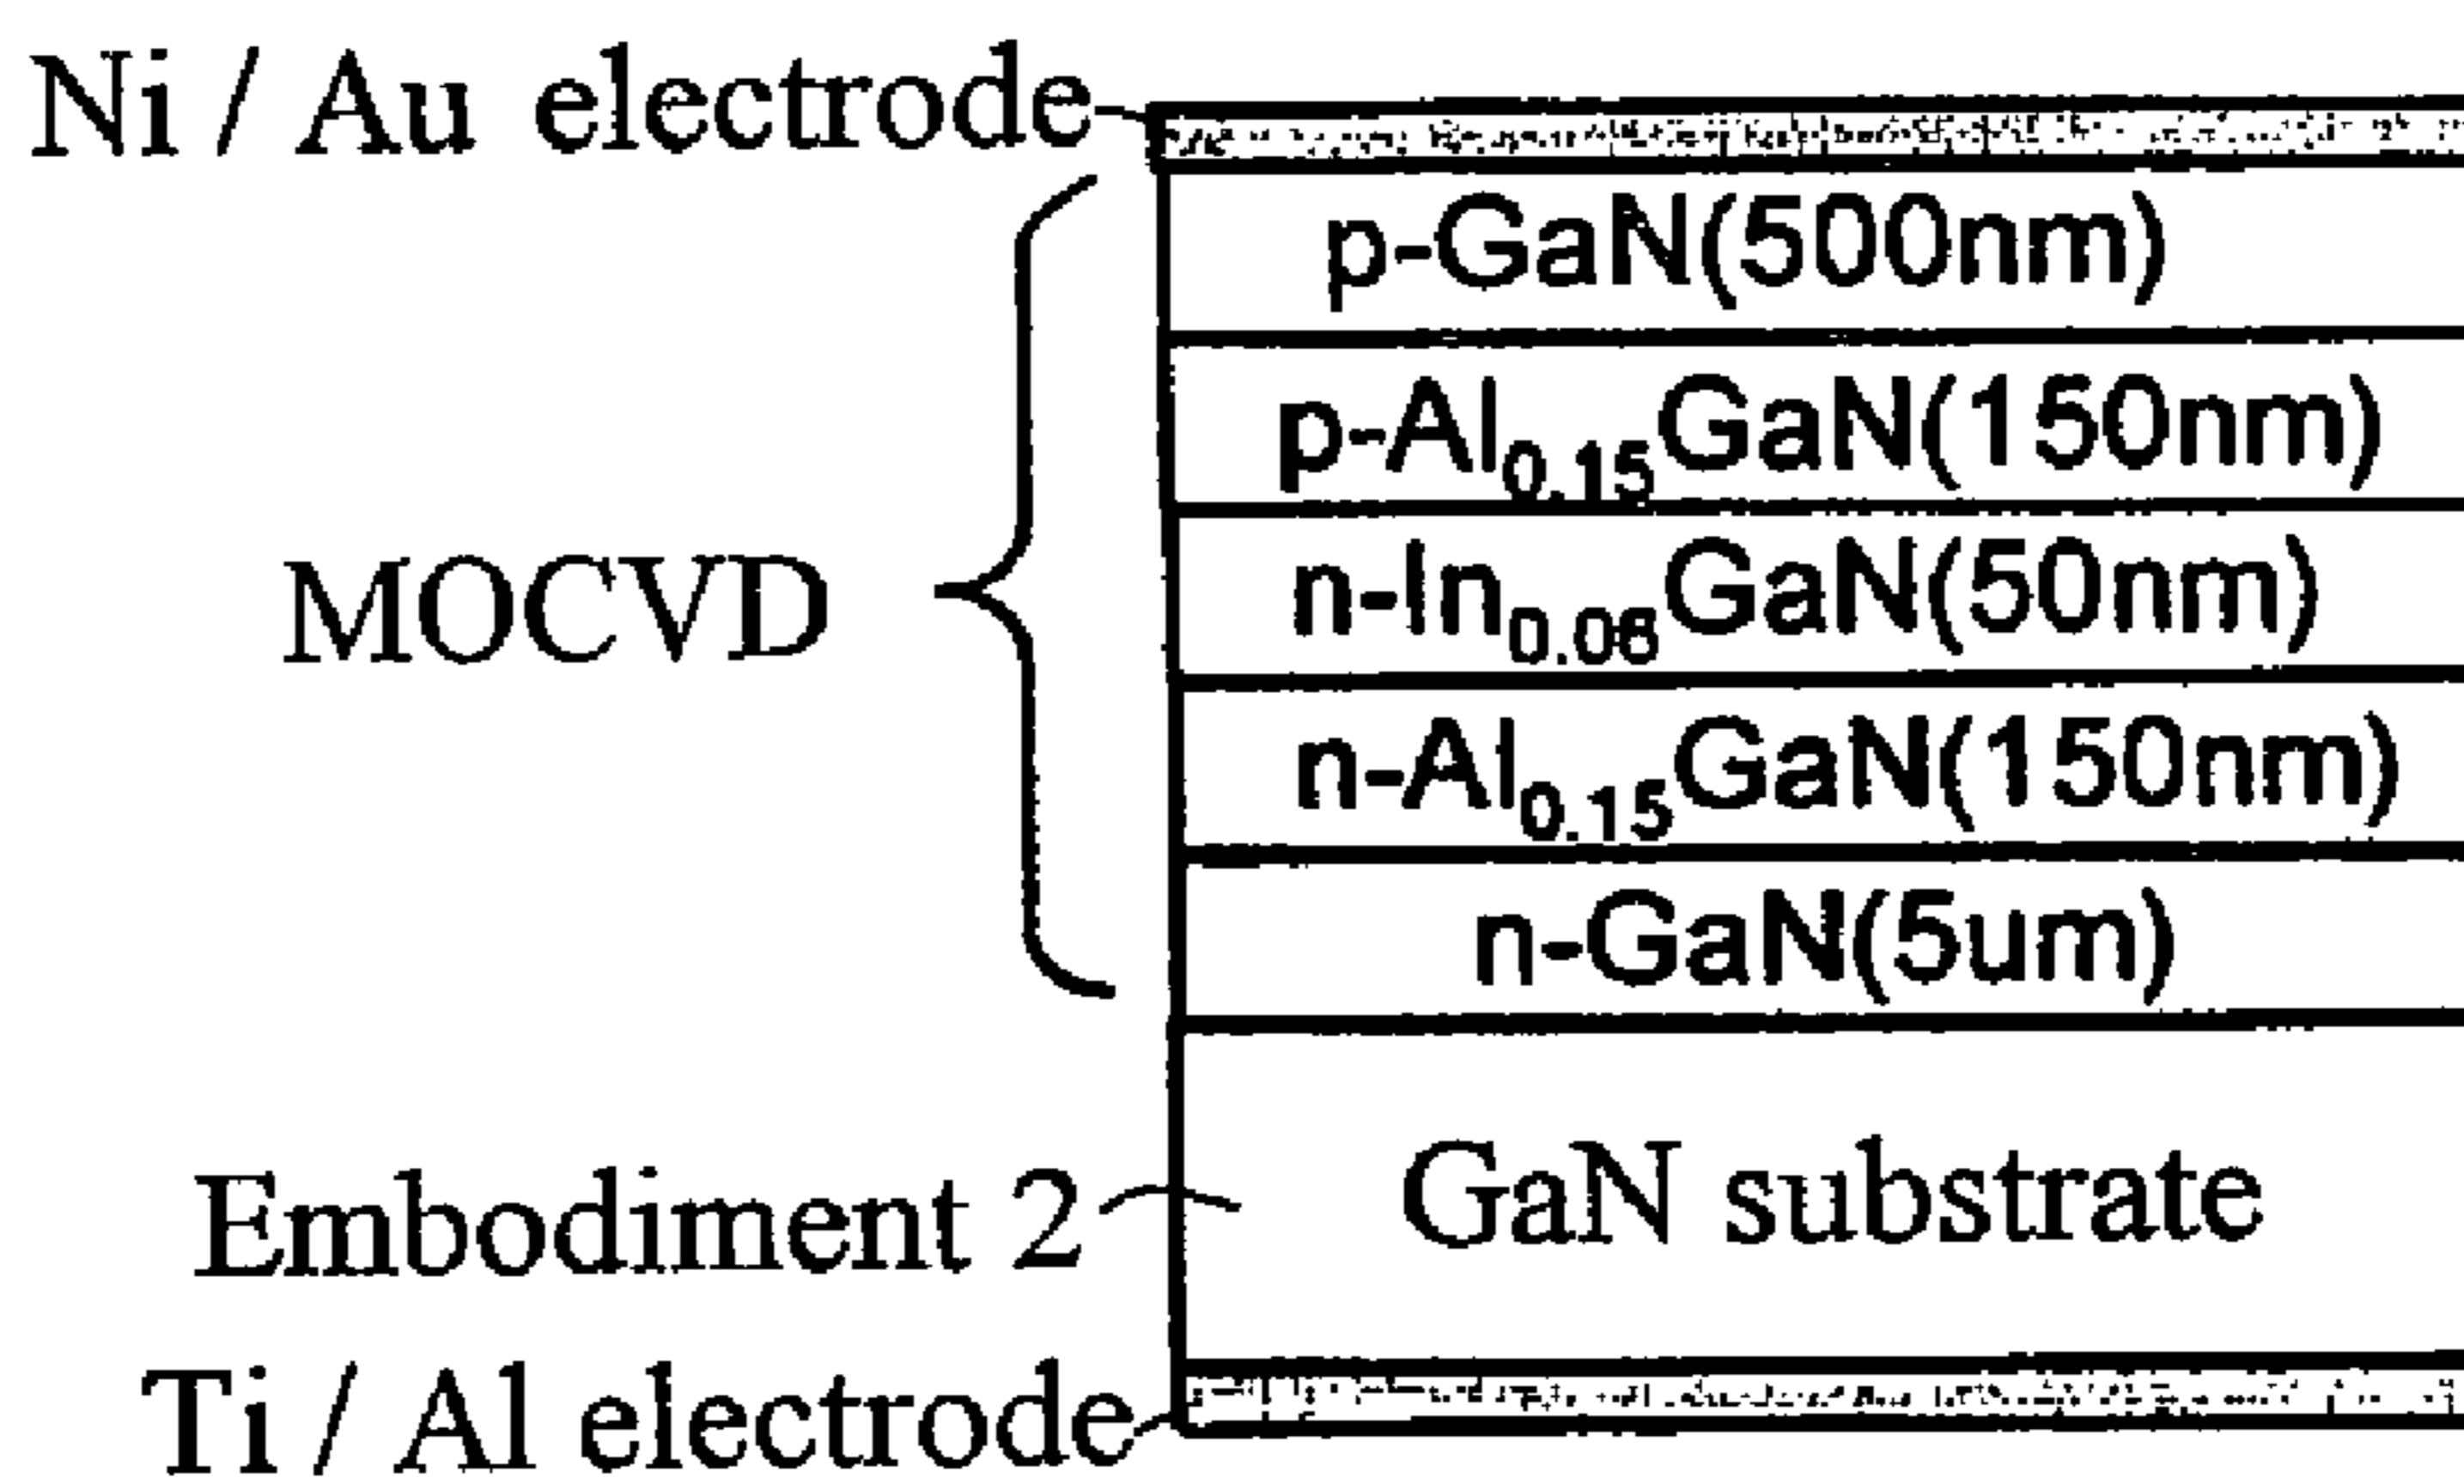 Ni / Au electrode
p-GaN(500nm)
p-Al0.15GaN(150nm)
MOCVD
n-In0.06GaN(50nm)
n-Al0.15GaN(150nm)
n-GaN(5um)
Embodiment 2
GaN substrate
Ti / Al electrode